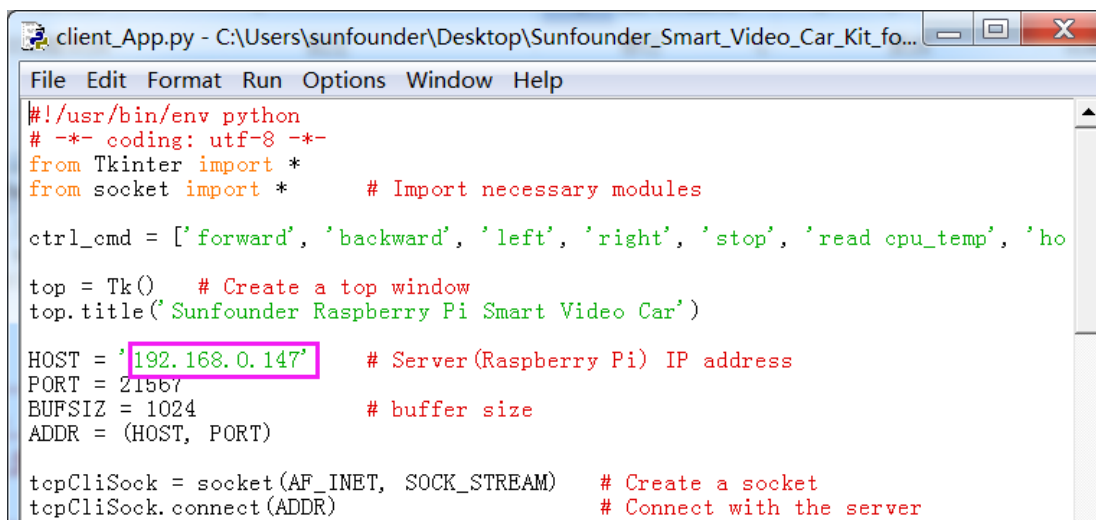 client_App.py - C:\Users\sunfounder\Desktop\Sunfounder_Smart_Video_Car_Kit_fo...
File Edit Format Run Options Window Help
#!/usr/bin/env python
# -*- coding: utf-8 -*-
from Tkinter import *
from socket import *      # Import necessary modules
ctrl_cmd = ['forward', 'backward', 'left', 'right', 'stop', 'read cpu_temp', 'ho
top = Tk()   # Create a top window
top.title('Sunfounder Raspberry Pi Smart Video Car')
HOST = '192.168.0.147'    # Server(Raspberry Pi) IP address
PORT = 21567
BUFSIZ = 1024             # buffer size
ADDR = (HOST, PORT)
tcpCliSock = socket(AF_INET, SOCK_STREAM)   # Create a socket
tcpCliSock.connect(ADDR)                    # Connect with the server